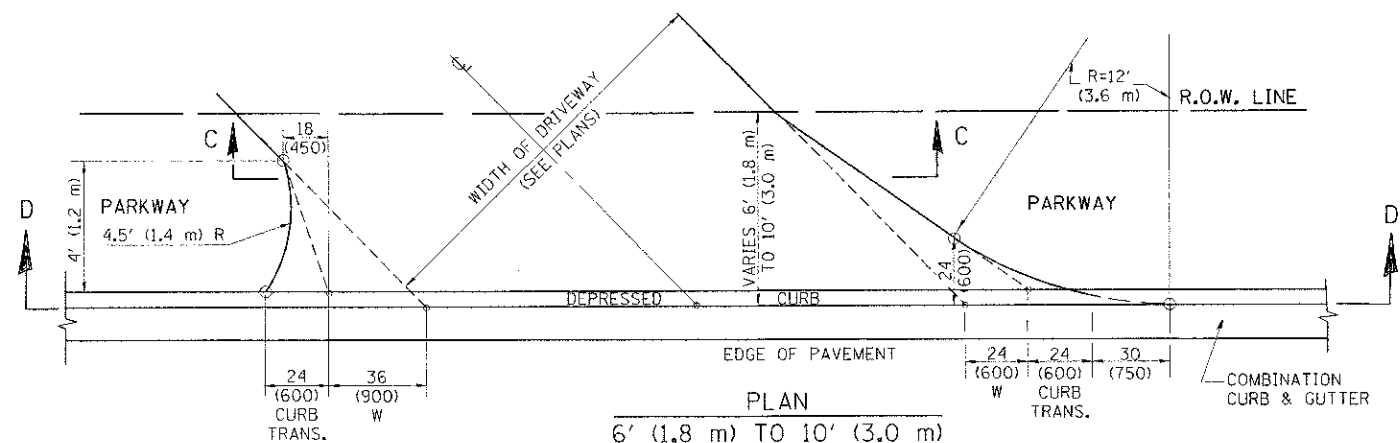 R=12'
(3.6 m)
R.O.W. LINE
℄
WIDTH OF DRIVEWAY
(SEE PLANS)
C
18
(450)
C
4' (1.2 m)
PARKWAY
4.5' (1.4 m) R
VARIES 6' (1.8 m)
TO 10' (3.0 m)
PARKWAY
D
D
24
(600)
DEPRESSED CURB
EDGE OF PAVEMENT
24
(600)
CURB
TRANS.
36
(900)
W
24
(600)
W
24
(600)
CURB
TRANS.
30
(750)
COMBINATION
CURB & GUTTER
PLAN
6' (1.8 m) TO 10' (3.0 m)